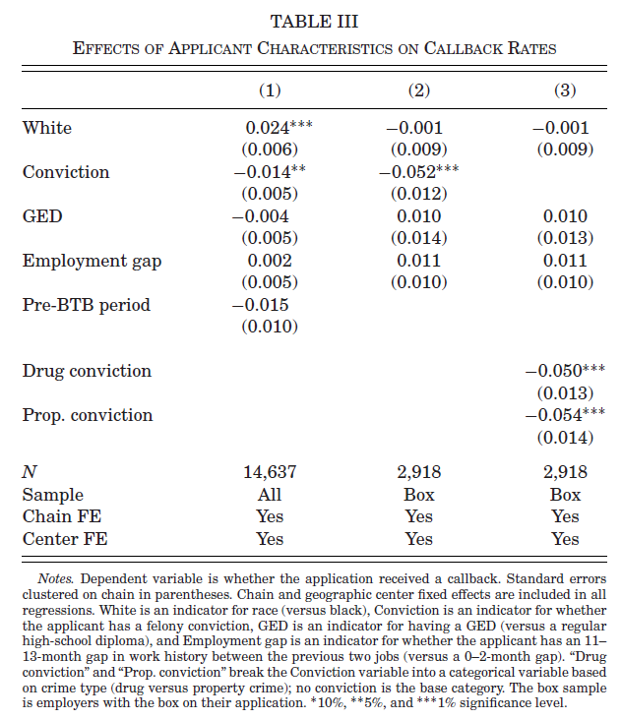 TABLE III
EFFECTS OF APPLICANT CHARACTERISTICS ON CALLBACK RATES
(1) (2) (3)
White 0.024*** −0.001 −0.001
(0.006) (0.009) (0.009)
Conviction −0.014** −0.052***
(0.005) (0.012)
GED −0.004 0.010 0.010
(0.005) (0.014) (0.013)
Employment gap 0.002 0.011 0.011
(0.005) (0.010) (0.010)
Pre-BTB period −0.015
(0.010)
Drug conviction −0.050***
(0.013)
Prop. conviction −0.054***
(0.014)
N 14,637 2,918 2,918
Sample All Box Box
Chain FE Yes Yes Yes
Center FE Yes Yes Yes
Notes. Dependent variable is whether the application received a callback. Standard errors
clustered on chain in parentheses. Chain and geographic center fixed effects are included in all
regressions. White is an indicator for race (versus black), Conviction is an indicator for whether
the applicant has a felony conviction, GED is an indicator for having a GED (versus a regular
high-school diploma), and Employment gap is an indicator for whether the applicant has an 11–
13-month gap in work history between the previous two jobs (versus a 0–2-month gap). “Drug
conviction” and “Prop. conviction” break the Conviction variable into a categorical variable based
on crime type (drug versus property crime); no conviction is the base category. The box sample
is employers with the box on their application. *10%, **5%, and ***1% significance level.